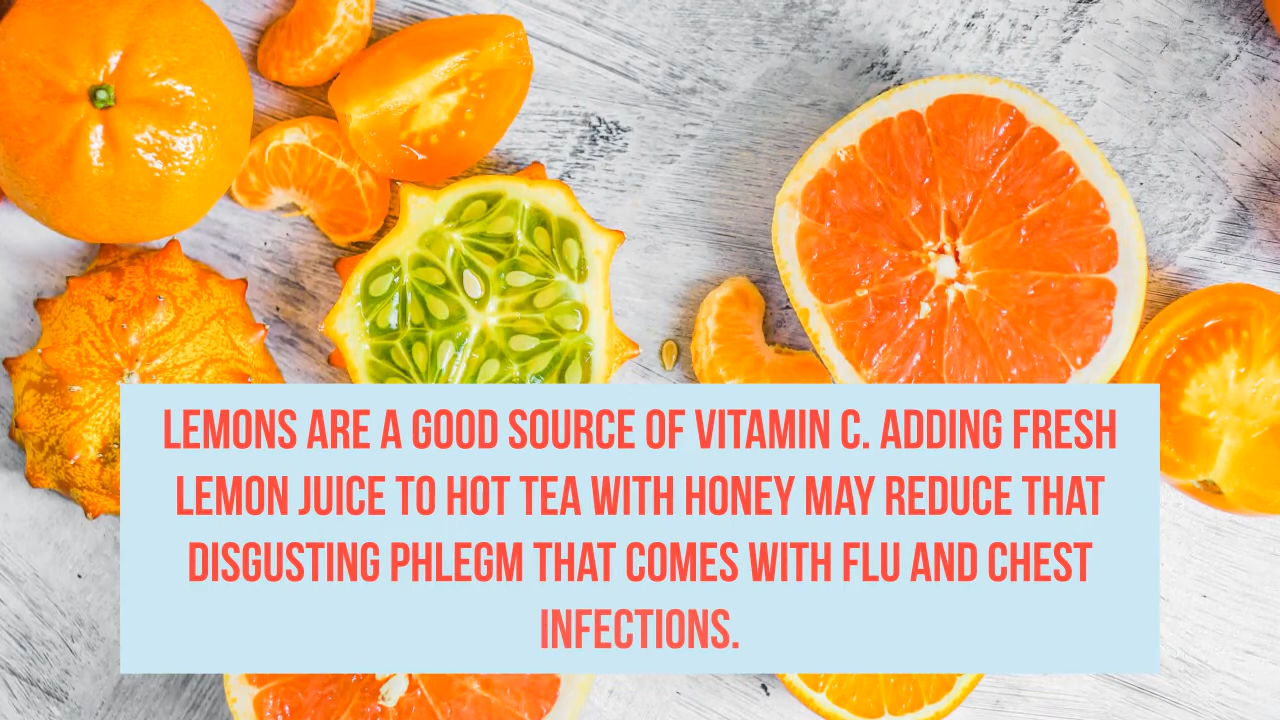 LEMONS ARE A GOOD SOURCE OF VITAMIN C. ADDING FRESH
LEMON JUICE TO HOT TEA WITH HONEY MAY REDUCE THAT
DISGUSTING PHLEGM THAT COMES WITH FLU AND CHEST
INFECTIONS.